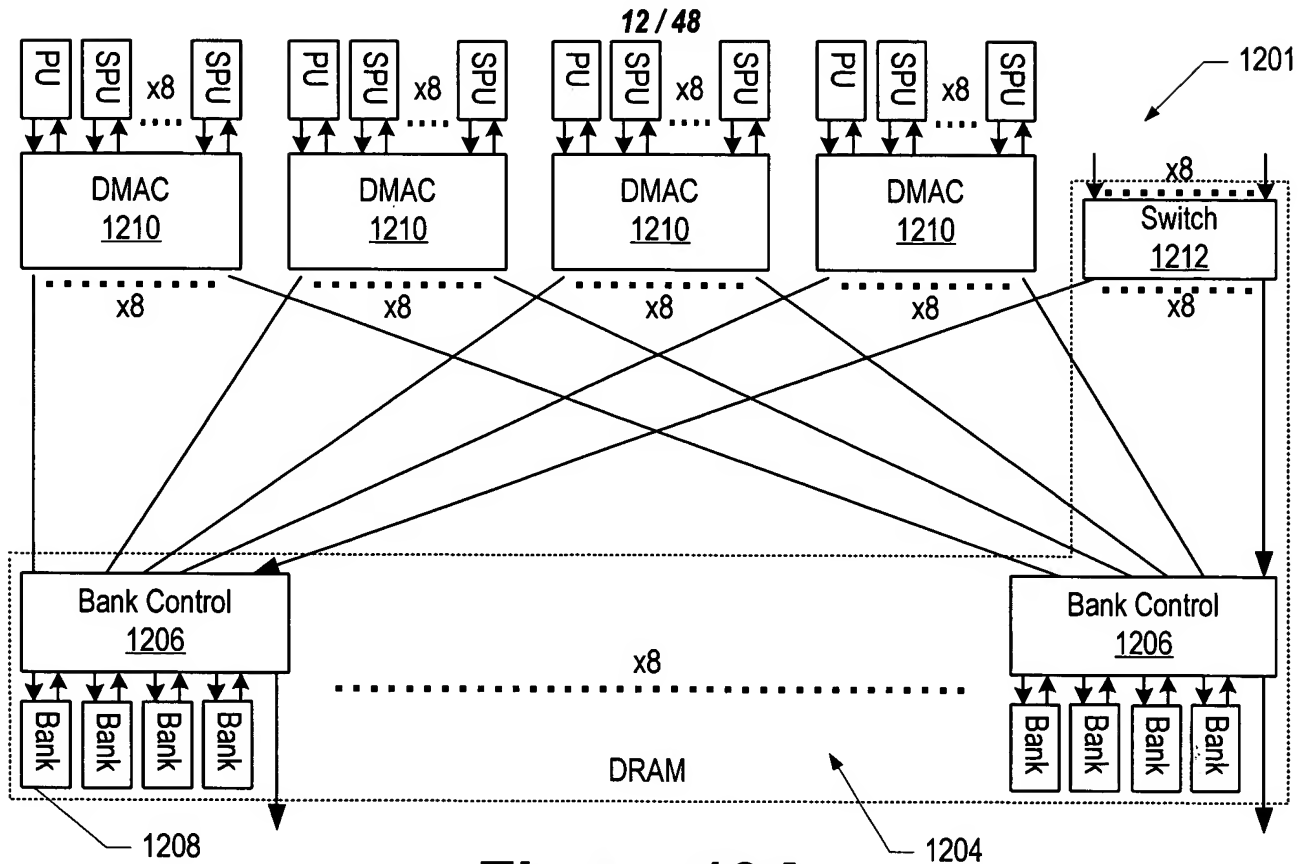 12 / 48
PU SPU x8 SPU PU SPU x8 SPU PU SPU x8 SPU PU SPU x8 SPU
1201
DMAC DMAC DMAC DMAC
1210 1210 1210 1210
x8
Switch
1212
x8 x8 x8 x8 x8
Bank Control Bank Control
1206 1206
x8
Bank Bank Bank Bank Bank Bank Bank Bank
DRAM
1208 1204